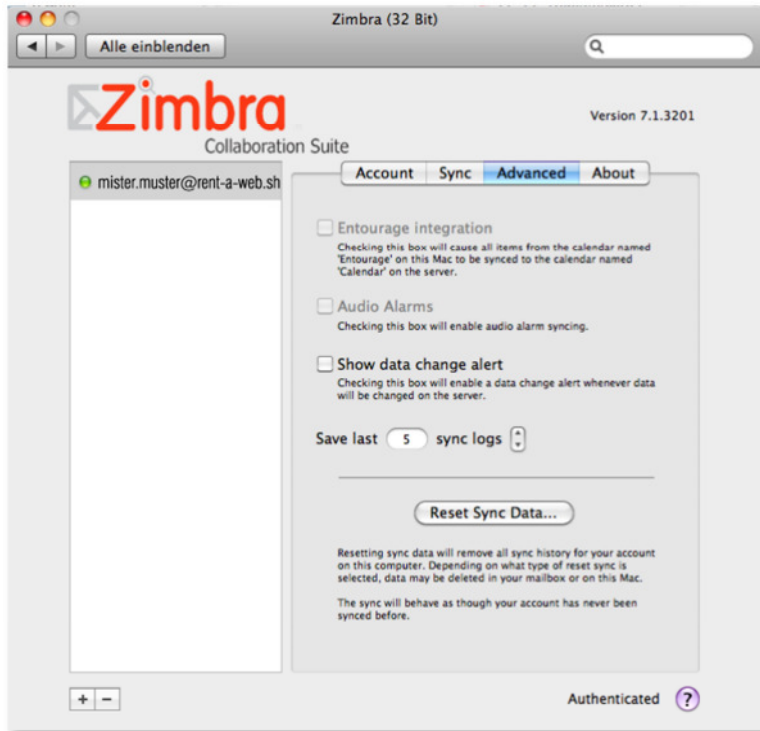 Zimbra (32 Bit)
Alle einblenden
Zimbra
Collaboration Suite
Version 7.1.3201
mister.muster@rent-a-web.sh
Account Sync Advanced About
Entourage integration
Checking this box will cause all items from the calendar named
'Entourage' on this Mac to be synced to the calendar named
'Calendar' on the server.
Audio Alarms
Checking this box will enable audio alarm syncing.
Show data change alert
Checking this box will enable a data change alert whenever data
will be changed on the server.
Save last 5 sync logs
Reset Sync Data...
Resetting sync data will remove all sync history for your account
on this computer. Depending on what type of reset sync is
selected, data may be deleted in your mailbox or on this Mac.
The sync will behave as though your account has never been
synced before.
+ −
Authenticated ?